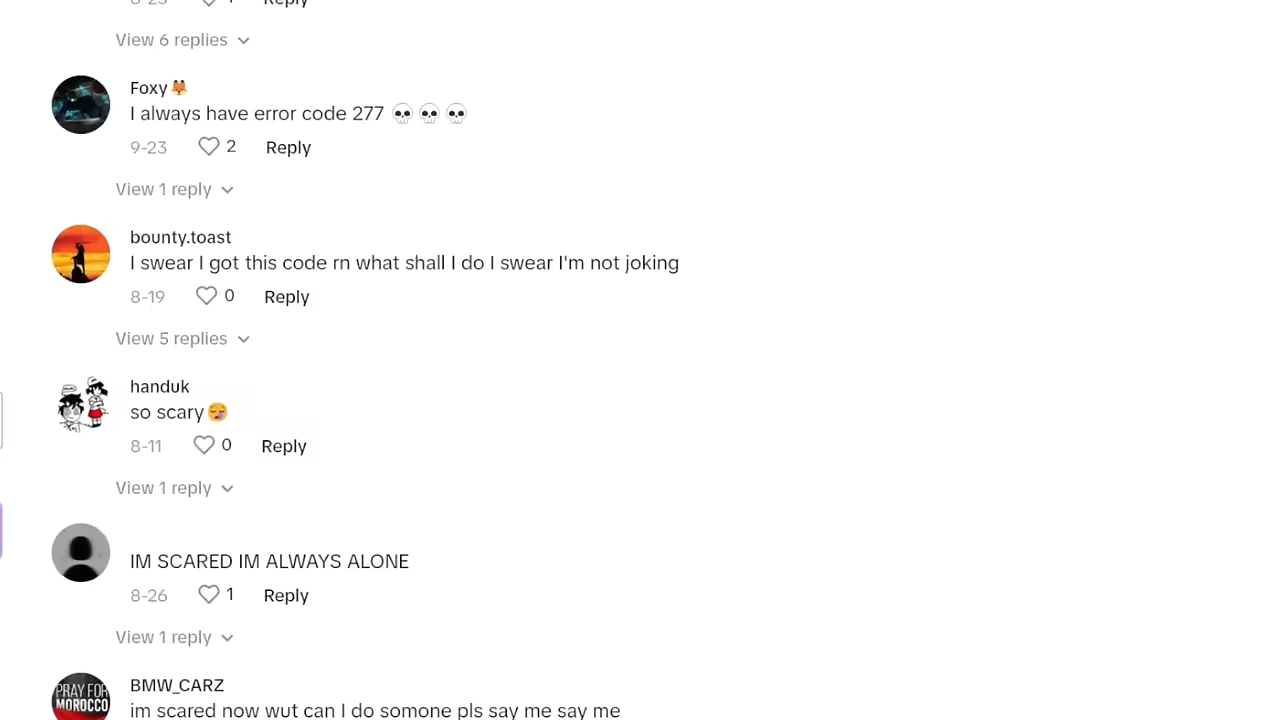 8-23 Reply
View 6 replies
Foxy🦊
I always have error code 277 💀💀💀
9-23 2 Reply
View 1 reply
bounty.toast
I swear I got this code rn what shall I do I swear I'm not joking
8-19 0 Reply
View 5 replies
handuk
so scary😪
8-11 0 Reply
View 1 reply
IM SCARED IM ALWAYS ALONE
8-26 1 Reply
View 1 reply
PRAY FOR
MOROCCO
BMW_CARZ
im scared now wut can I do somone pls say me say me